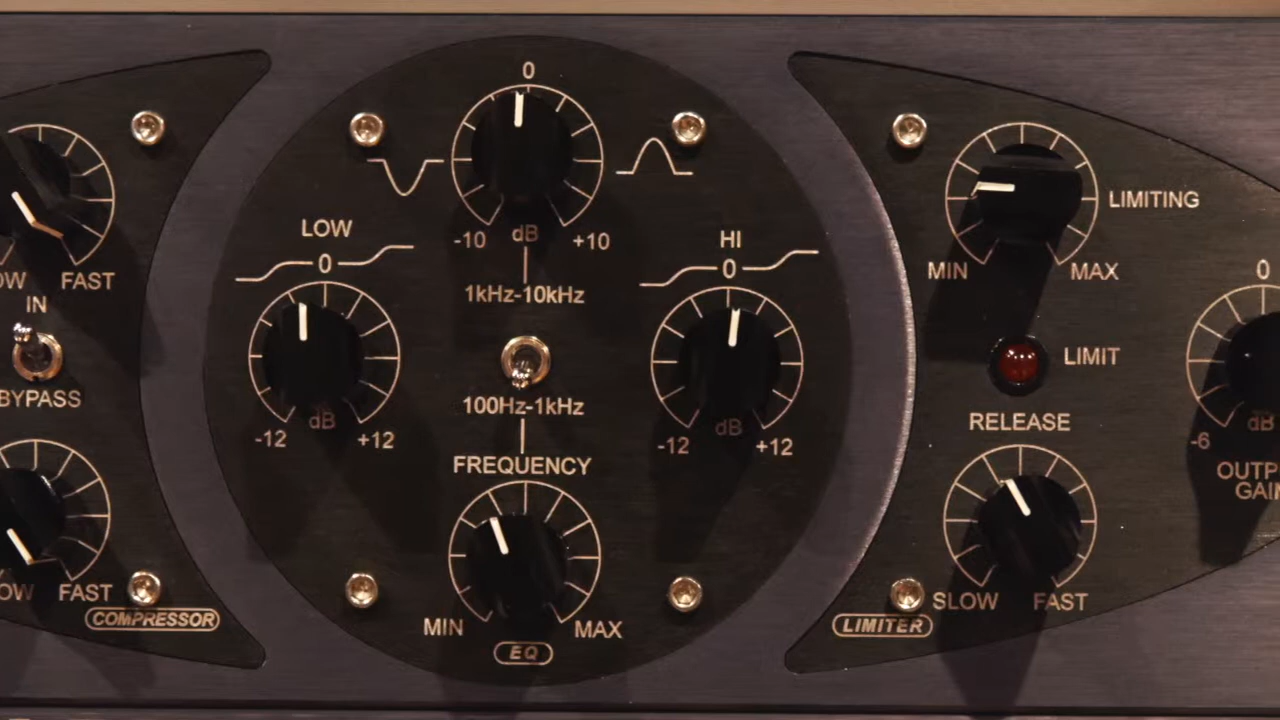 FAST
IN
BYPASS
FAST
COMPRESSOR
0
-10 dB +10
1kHz-10kHz
LOW
0
-12 dB +12
HI
0
-12 dB +12
100Hz-1kHz
FREQUENCY
MIN MAX
EQ
LIMITING
MIN MAX
LIMIT
RELEASE
SLOW FAST
LIMITER
0
-6 dB